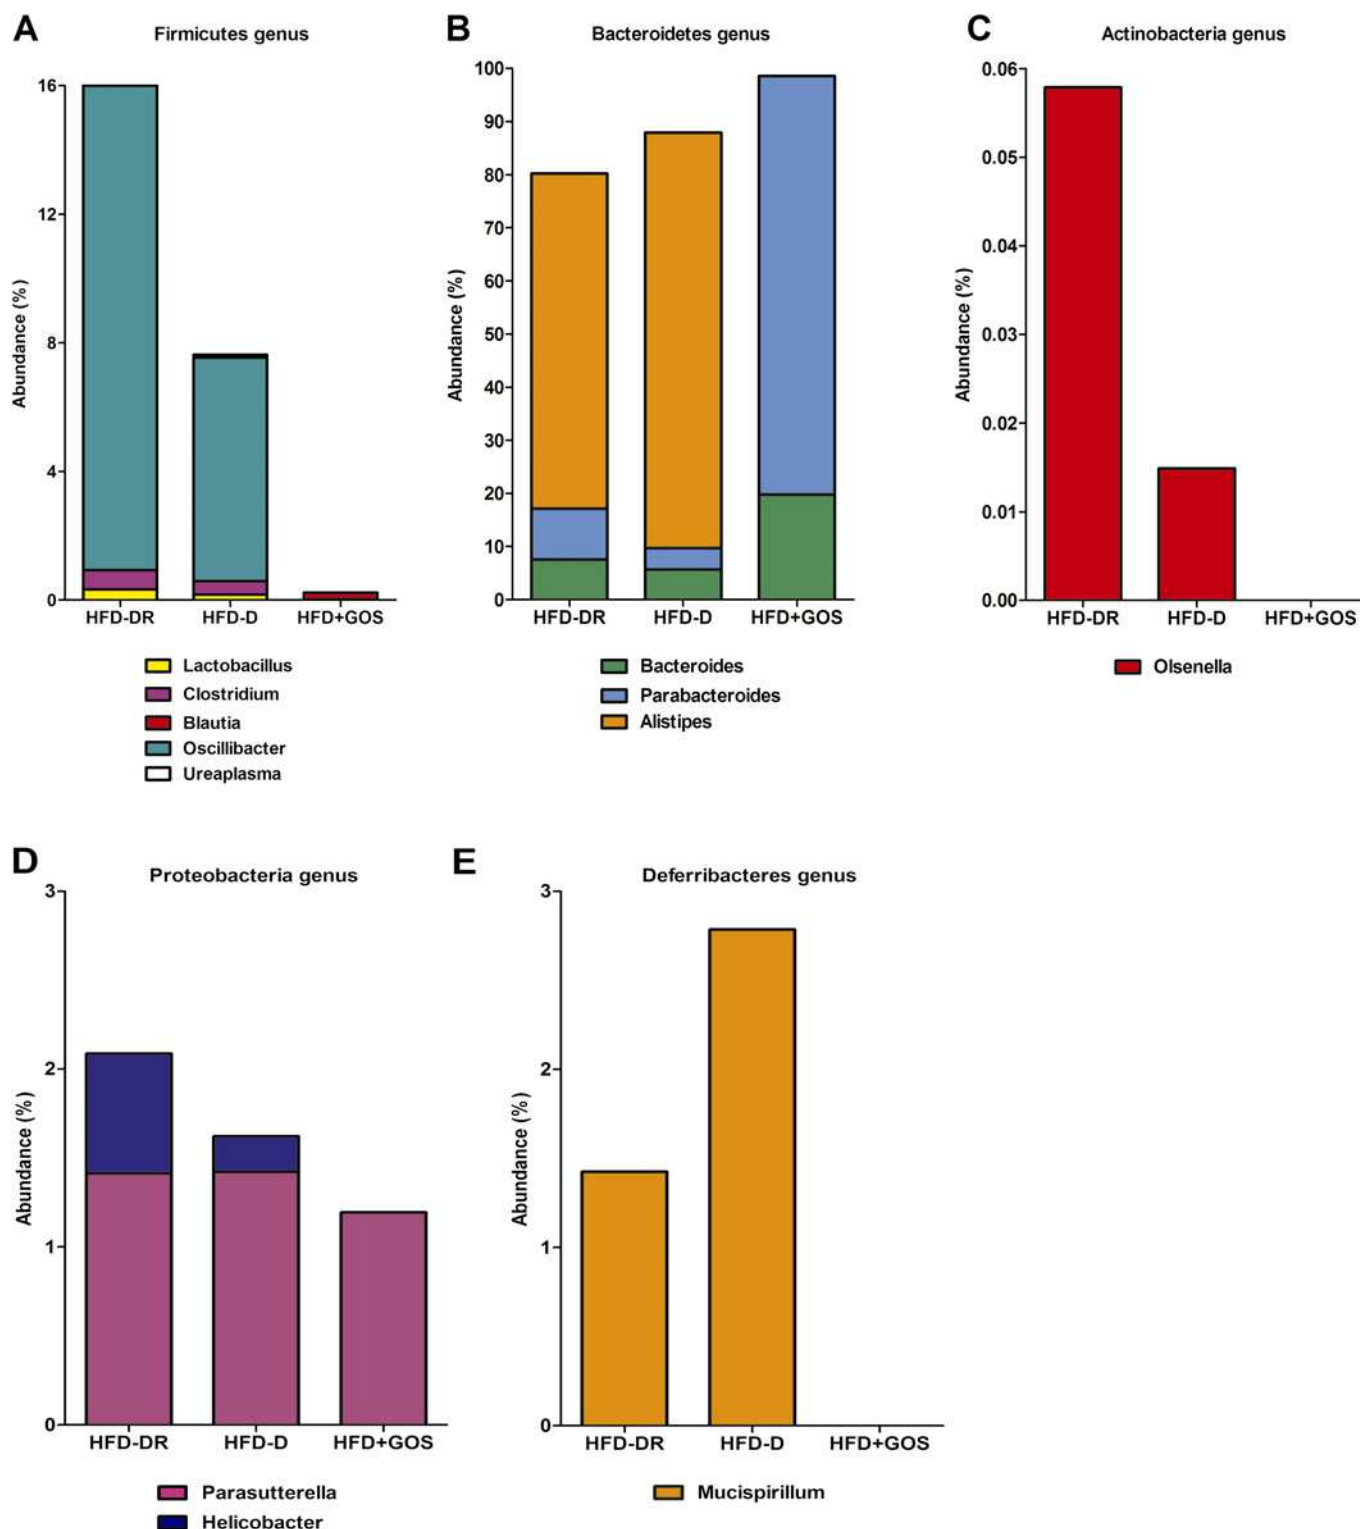 A
Firmicutes genus
16
12
8
4
0
Abundance (%)
HFD-DR HFD-D HFD+GOS
Lactobacillus
Clostridium
Blautia
Oscillibacter
Ureaplasma
B
Bacteroidetes genus
100
90
80
70
60
50
40
30
20
10
0
Abundance (%)
HFD-DR HFD-D HFD+GOS
Bacteroides
Parabacteroides
Alistipes
C
Actinobacteria genus
0.06
0.05
0.04
0.03
0.02
0.01
0.00
Abundance (%)
HFD-DR HFD-D HFD+GOS
Olsenella
D
Proteobacteria genus
3
2
1
0
Abundance (%)
HFD-DR HFD-D HFD+GOS
Parasutterella
Helicobacter
E
Deferribacteres genus
3
2
1
0
Abundance (%)
HFD-DR HFD-D HFD+GOS
Mucispirillum